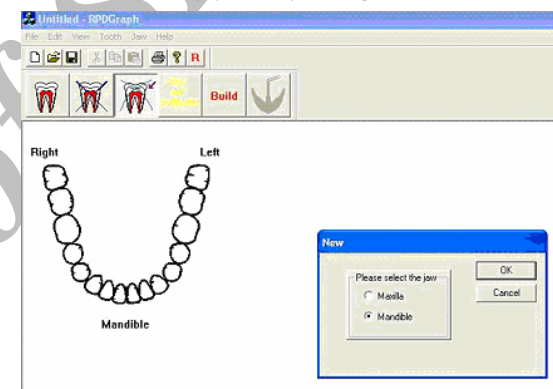 Untitled - RPDGraph
File Edit View Tooth Jaw Help
R
Build
Right
Left
Mandible
New
Please select the jaw
Maxilla
Mandible
OK
Cancel